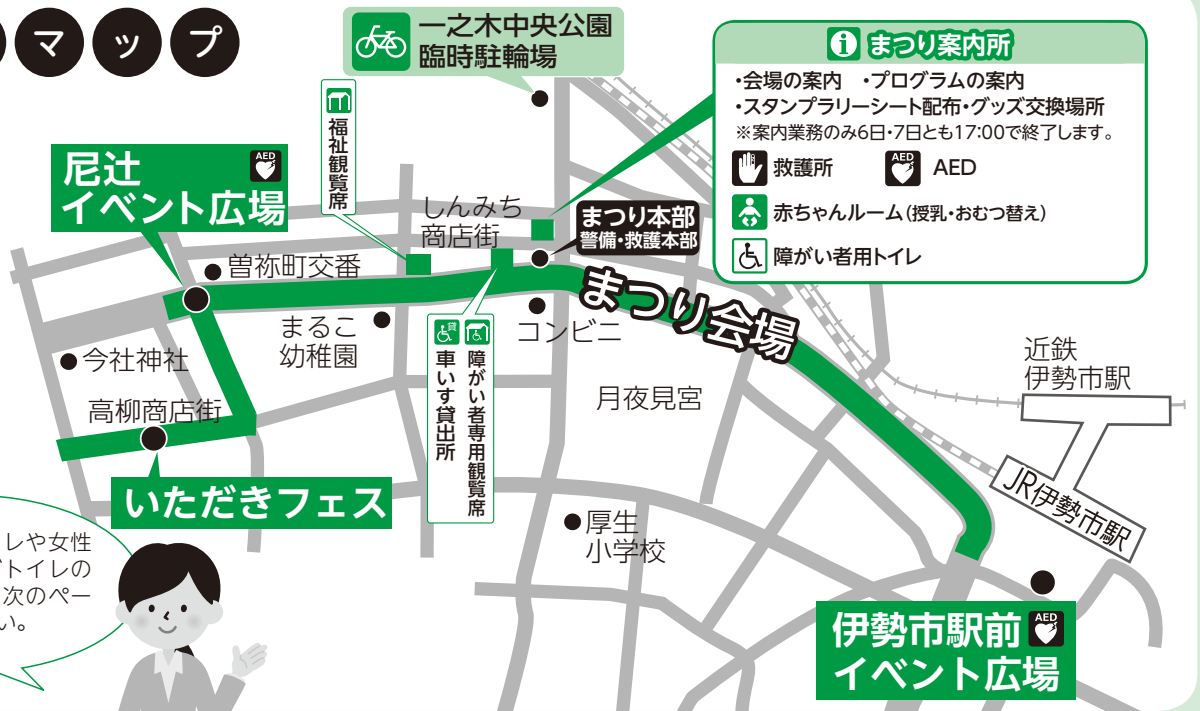 マップ
一之木中央公園
臨時駐輪場
まつり案内所
・会場の案内　・プログラムの案内
・スタンプラリーシート配布・グッズ交換場所
※案内業務のみ6日・7日とも17:00で終了します。
救護所
AED
AED
赤ちゃんルーム(授乳・おむつ替え)
障がい者用トイレ
福祉観覧席
尼辻
イベント広場
AED
しんみち
商店街
まつり本部
警備・救護本部
曽祢町交番
まつり会場
まるこ
幼稚園
コンビニ
貸
車いす貸出所
障がい者専用観覧席
今社神社
月夜見宮
近鉄
伊勢市駅
高柳商店街
JR伊勢市駅
いただきフェス
厚生
小学校
レや女性
トイレの
次のペー
い。
伊勢市駅前
イベント広場
AED